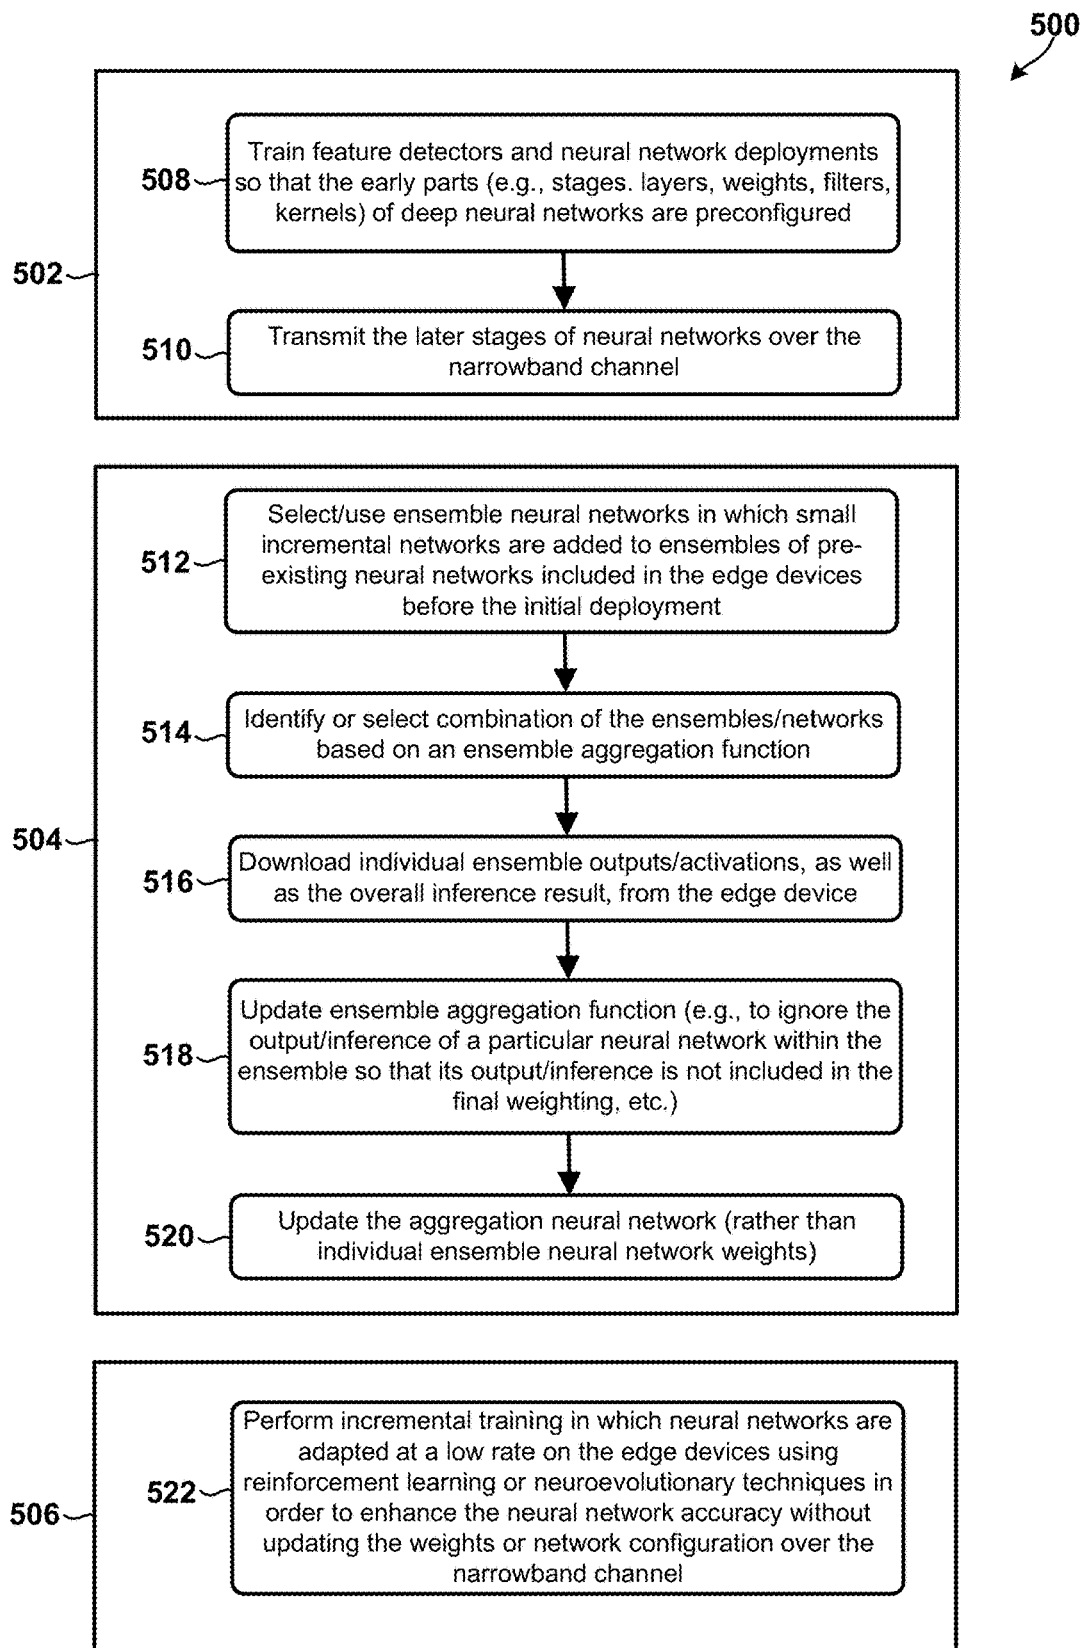 500
508
Train feature detectors and neural network deployments
so that the early parts (e.g., stages. layers, weights, filters,
kernels) of deep neural networks are preconfigured
502
510
Transmit the later stages of neural networks over the
narrowband channel
512
Select/use ensemble neural networks in which small
incremental networks are added to ensembles of pre-
existing neural networks included in the edge devices
before the initial deployment
514
Identify or select combination of the ensembles/networks
based on an ensemble aggregation function
504
516
Download individual ensemble outputs/activations, as well
as the overall inference result, from the edge device
518
Update ensemble aggregation function (e.g., to ignore the
output/inference of a particular neural network within the
ensemble so that its output/inference is not included in the
final weighting, etc.)
520
Update the aggregation neural network (rather than
individual ensemble neural network weights)
506
522
Perform incremental training in which neural networks are
adapted at a low rate on the edge devices using
reinforcement learning or neuroevolutionary techniques in
order to enhance the neural network accuracy without
updating the weights or network configuration over the
narrowband channel